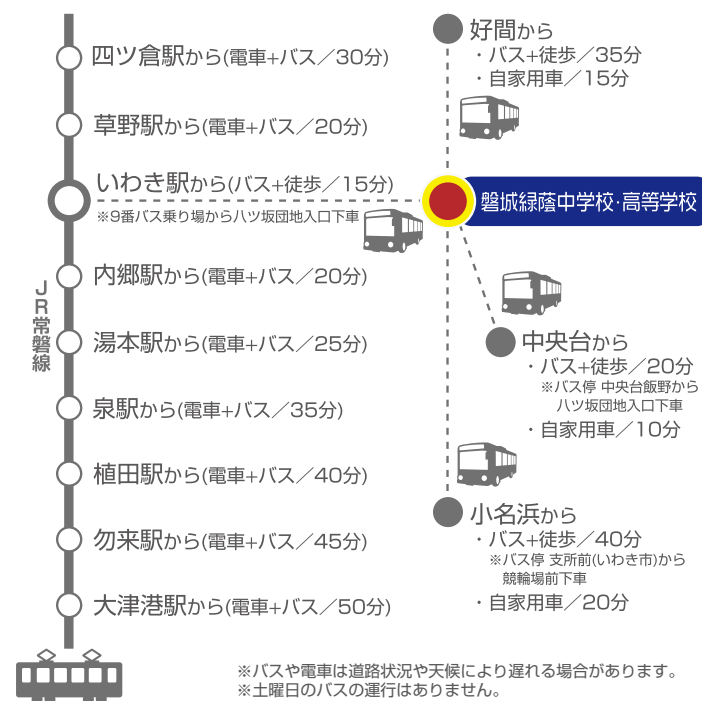 四ツ倉駅から(電車+バス／30分)
草野駅から(電車+バス／20分)
いわき駅から(バス+徒歩／15分)
※9番バス乗り場から八ツ坂団地入口下車
内郷駅から(電車+バス／20分)
湯本駅から(電車+バス／25分)
泉駅から(電車+バス／35分)
植田駅から(電車+バス／40分)
勿来駅から(電車+バス／45分)
大津港駅から(電車+バス／50分)
JR常磐線
好間から
・バス+徒歩／35分
・自家用車／15分
磐城緑蔭中学校・高等学校
中央台から
・バス+徒歩／20分
※バス停 中央台飯野から
八ツ坂団地入口下車
・自家用車／10分
小名浜から
・バス+徒歩／40分
※バス停 支所前(いわき市)から
競輪場前下車
・自家用車／20分
※バスや電車は道路状況や天候により遅れる場合があります。
※土曜日のバスの運行はありません。